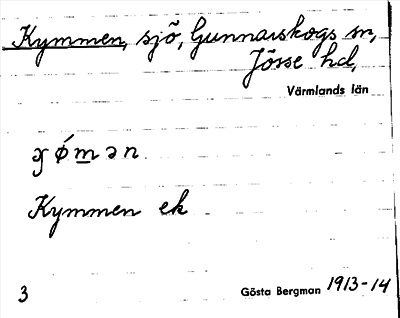 Kymmen, sjö, Gunnarskogs sn,
Jösse hd,
Värmlands län
Kymmen ek
3
Gösta Bergman 1913-14